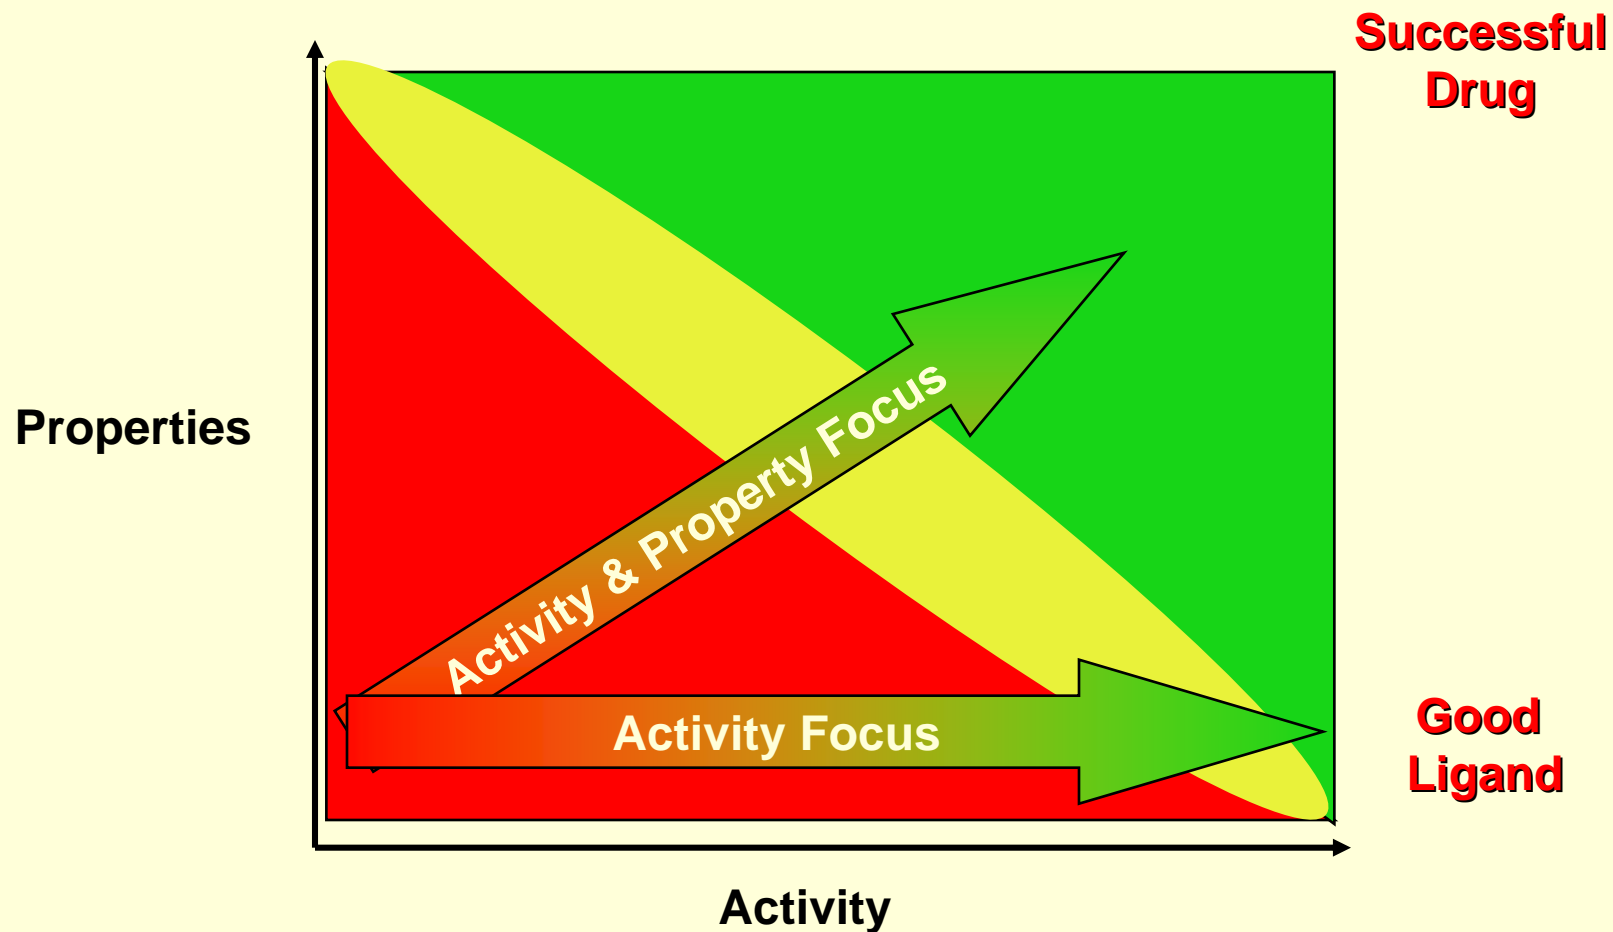 Successful
Drug
Properties
Activity & Property Focus
Activity Focus
Good
Ligand
Activity